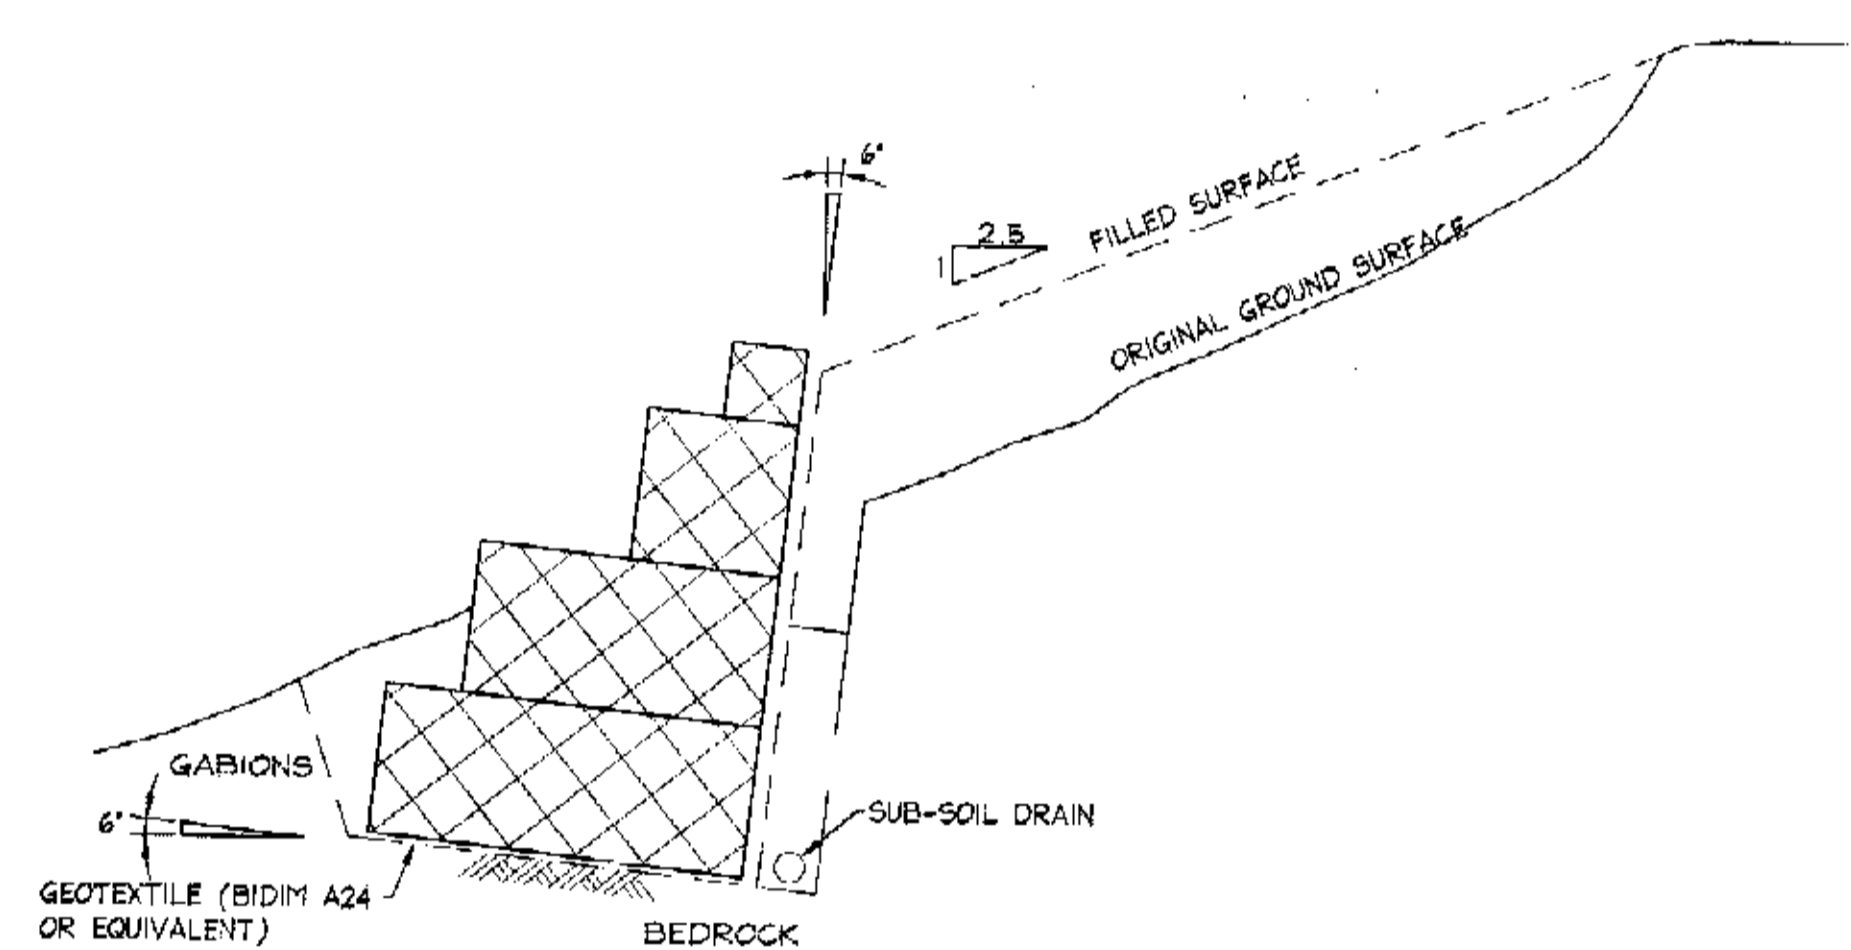 6°
2.5
1
FILLED SURFACE
ORIGINAL GROUND SURFACE
GABIONS
6°
SUB-SOIL DRAIN
GEOTEXTILE (BIDIM A24
OR EQUIVALENT)
BEDROCK